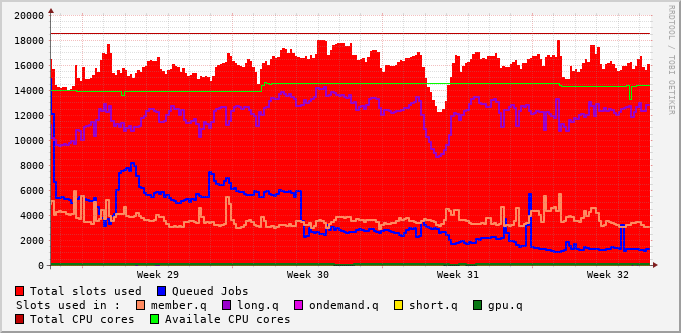 20000
18000
16000
14000
12000
10000
8000
6000
4000
2000
0
Week 29 Week 30 Week 31 Week 32
RRDTOOL / TOBI OETIKER
Total slots used Queued Jobs
Slots used in : member.q long.q ondemand.q short.q gpu.q
Total CPU cores Availale CPU cores